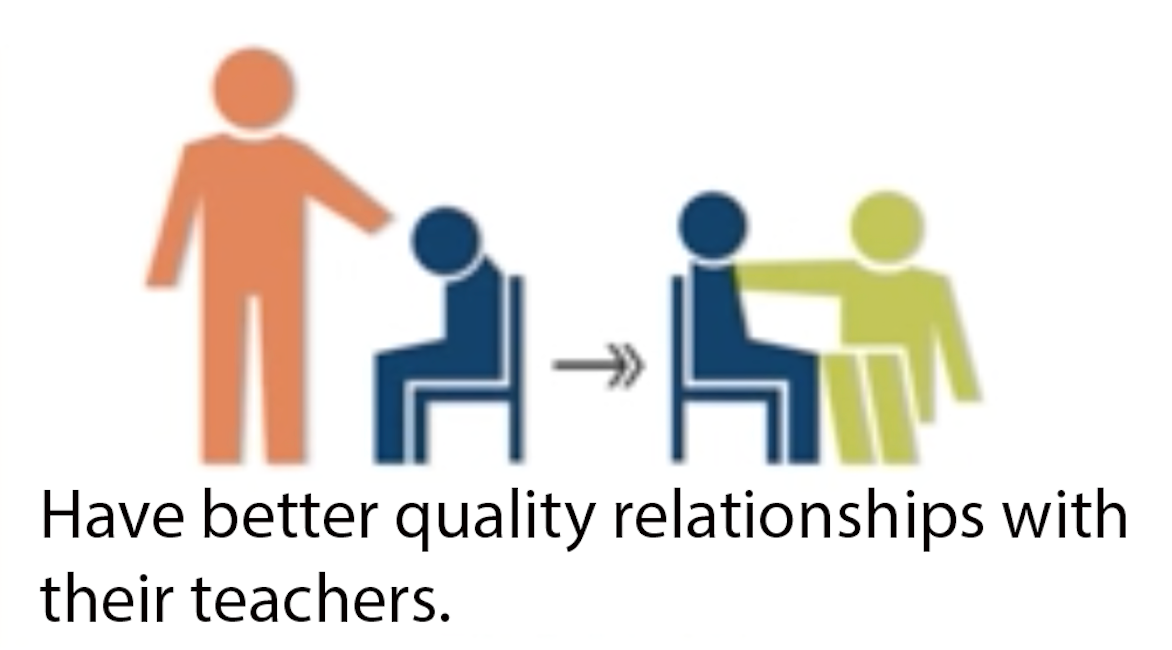 Have better quality relationships with
their teachers.